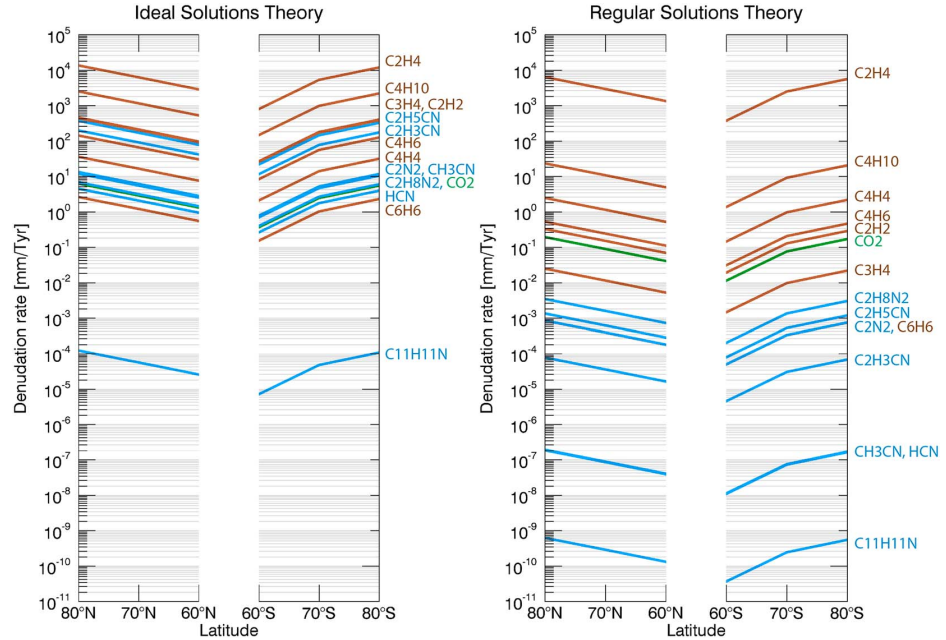 Ideal Solutions Theory
Denudation rate [mm/Tyr]
10^5
10^4
10^3
10^2
10^1
10^0
10^-1
10^-2
10^-3
10^-4
10^-5
10^-6
10^-7
10^-8
10^-9
10^-10
10^-11
C2H4
C4H10
C3H4, C2H2
C2H5CN
C2H3CN
C4H6
C4H4
C2N2, CH3CN
C2H8N2, CO2
HCN
C6H6
C11H11N
80°N 70°N 60°N 60°S 70°S 80°S
Latitude
Regular Solutions Theory
Denudation rate [mm/Tyr]
10^5
10^4
10^3
10^2
10^1
10^0
10^-1
10^-2
10^-3
10^-4
10^-5
10^-6
10^-7
10^-8
10^-9
10^-10
10^-11
C2H4
C4H10
C4H4
C4H6
C2H2
CO2
C3H4
C2H8N2
C2H5CN
C2N2, C6H6
C2H3CN
CH3CN, HCN
C11H11N
80°N 70°N 60°N 60°S 70°S 80°S
Latitude